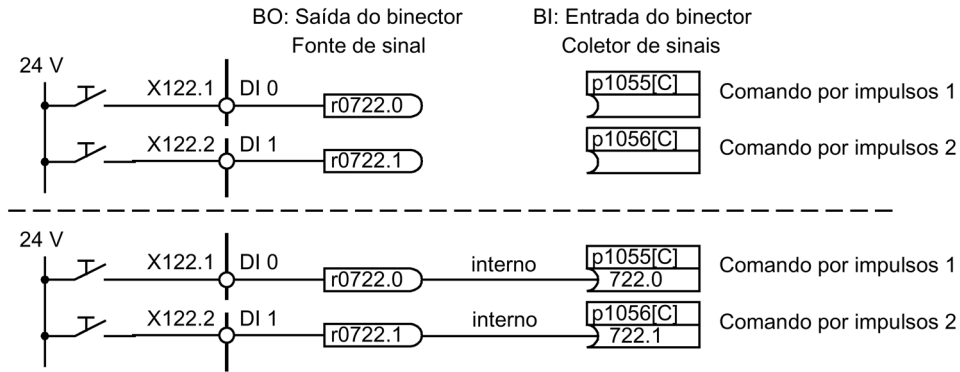 BO: Saída do binector BI: Entrada do binector
Fonte de sinal Coletor de sinais
24 V
X122.1 DI 0 r0722.0 p1055[C] Comando por impulsos 1
X122.2 DI 1 r0722.1 p1056[C] Comando por impulsos 2
24 V
X122.1 DI 0 r0722.0 interno p1055[C] 722.0 Comando por impulsos 1
X122.2 DI 1 r0722.1 interno p1056[C] 722.1 Comando por impulsos 2